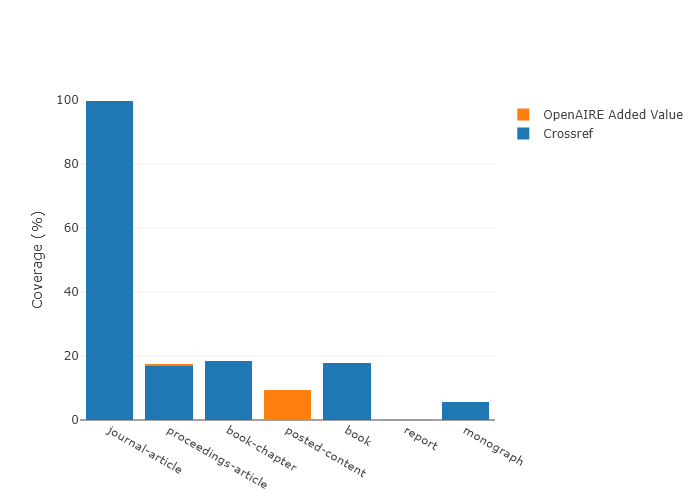 100
80
60
40
20
0
Coverage (%)
journal-article
proceedings-article
book-chapter
posted-content
book
report
monograph
OpenAIRE Added Value
Crossref